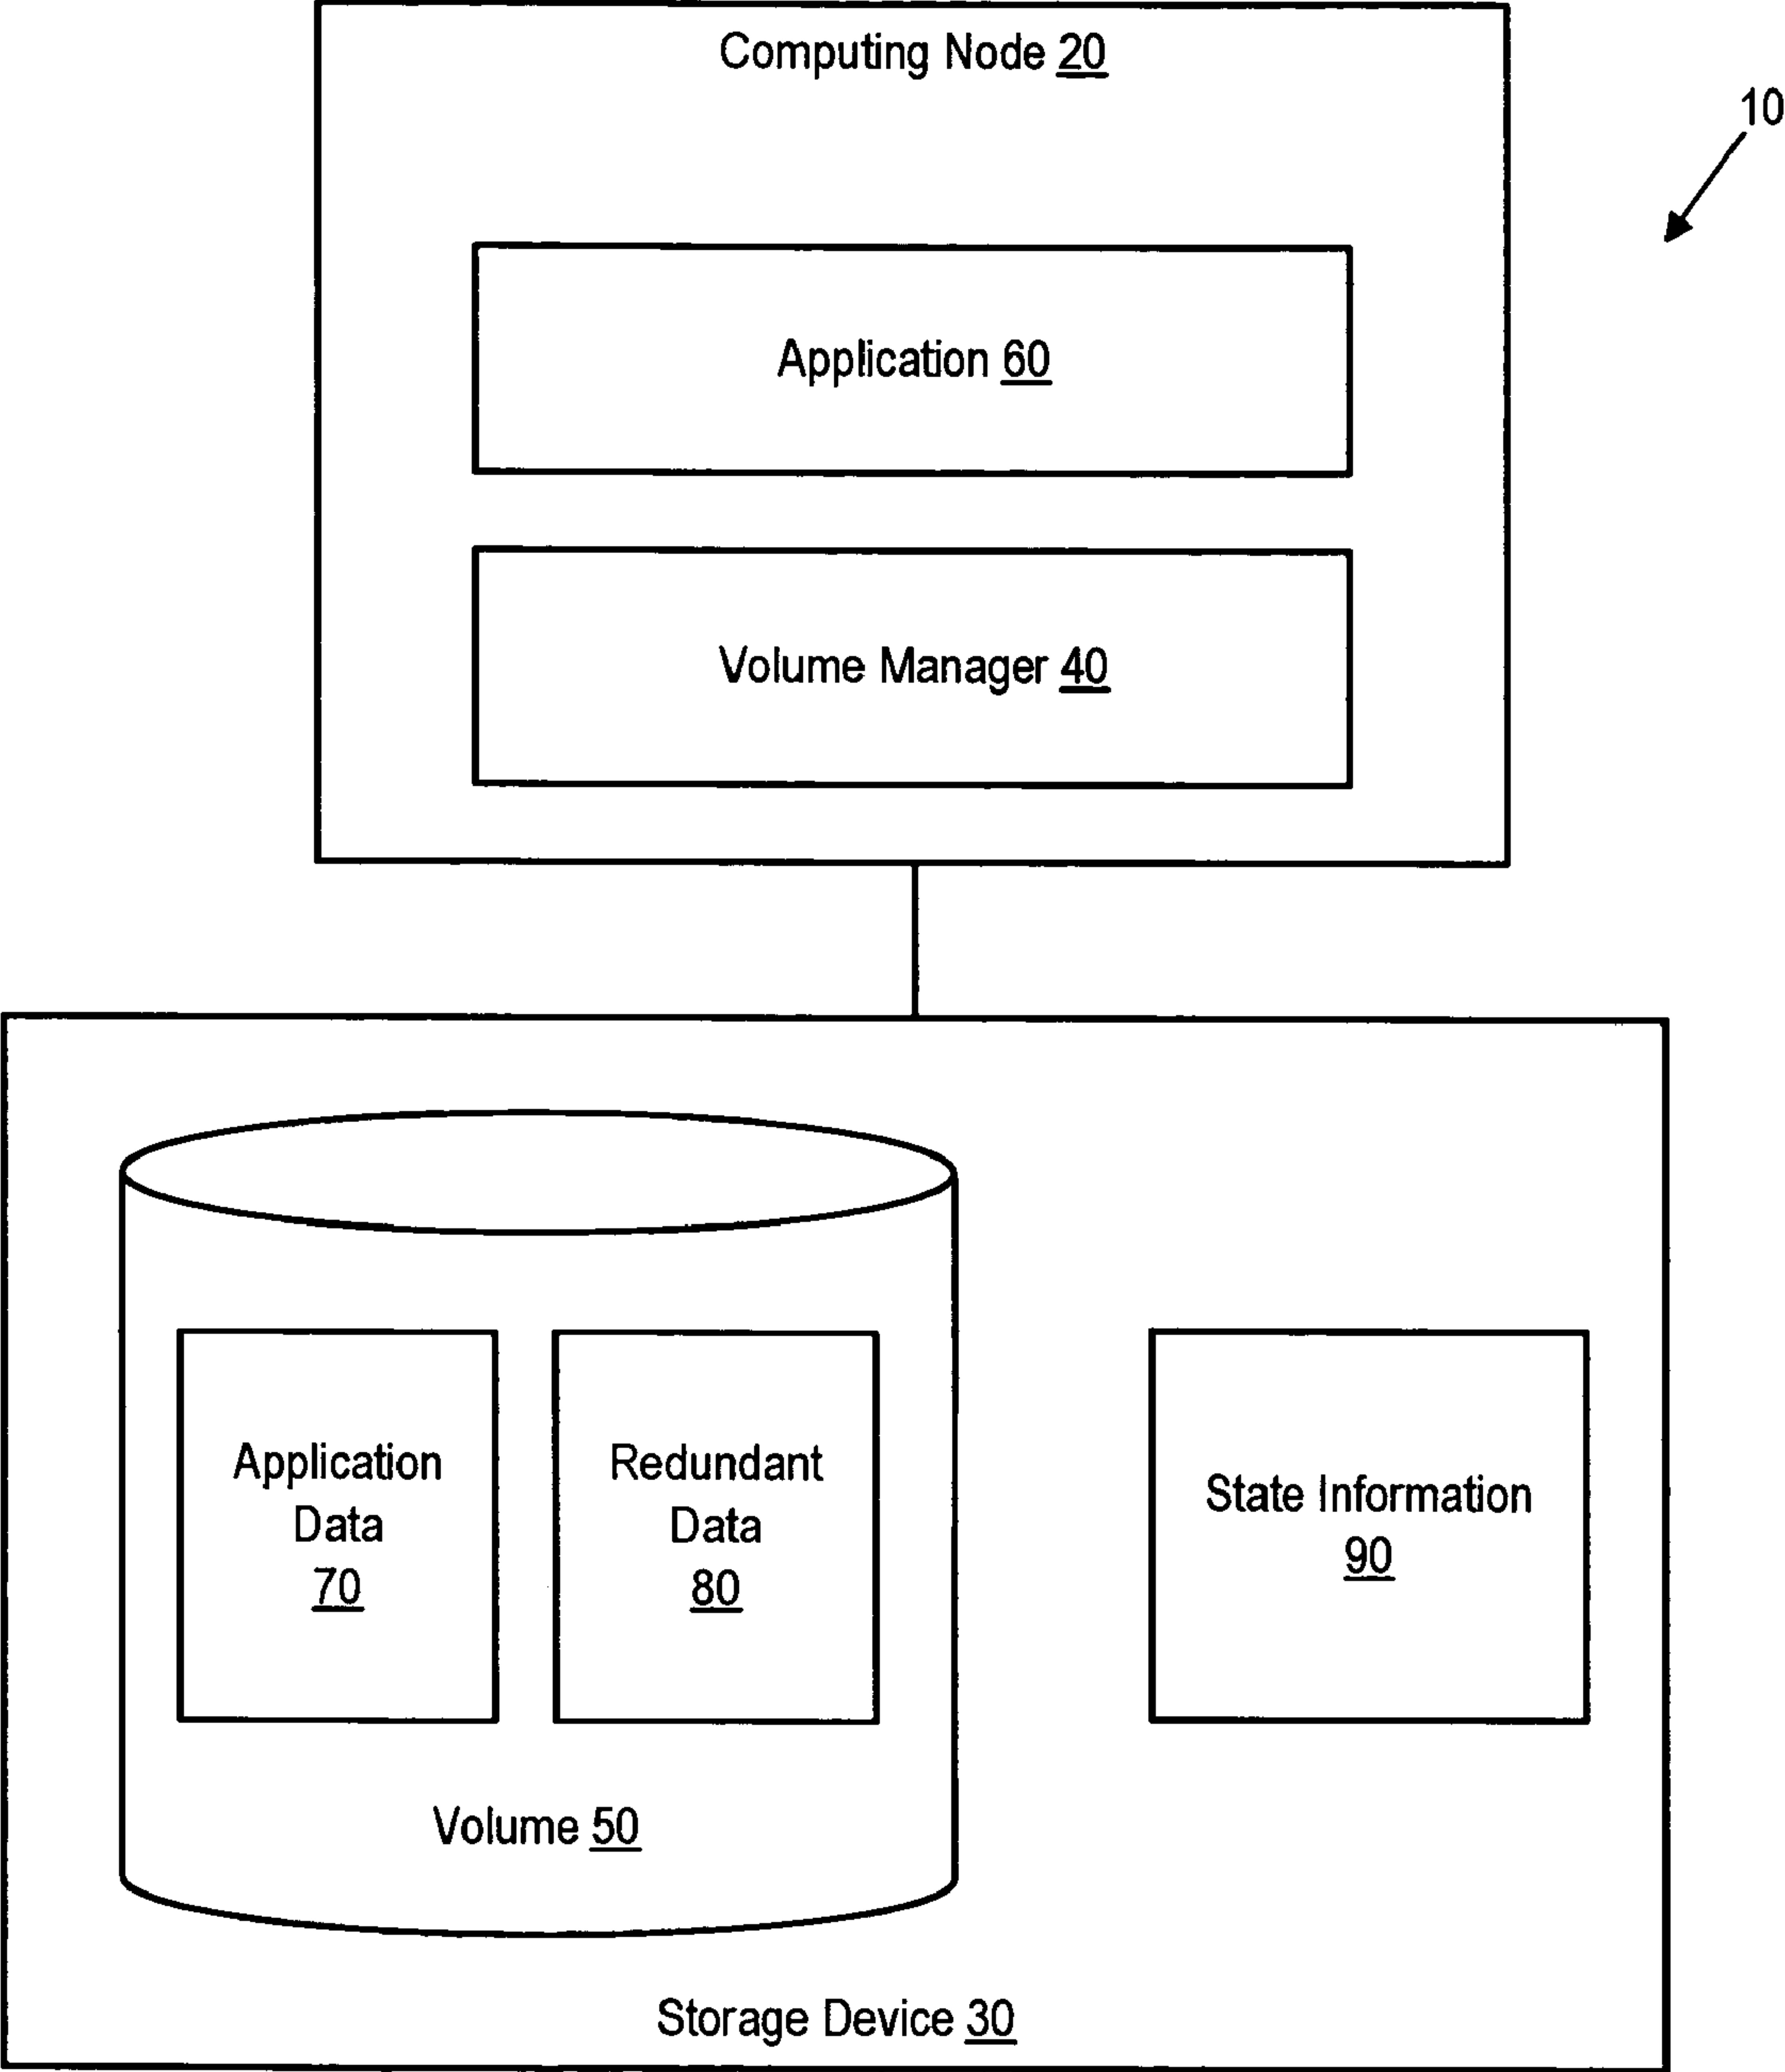 Computing Node 20
10
Application 60
Volume Manager 40
Application
Data
70
Redundant
Data
80
State Information
90
Volume 50
Storage Device 30